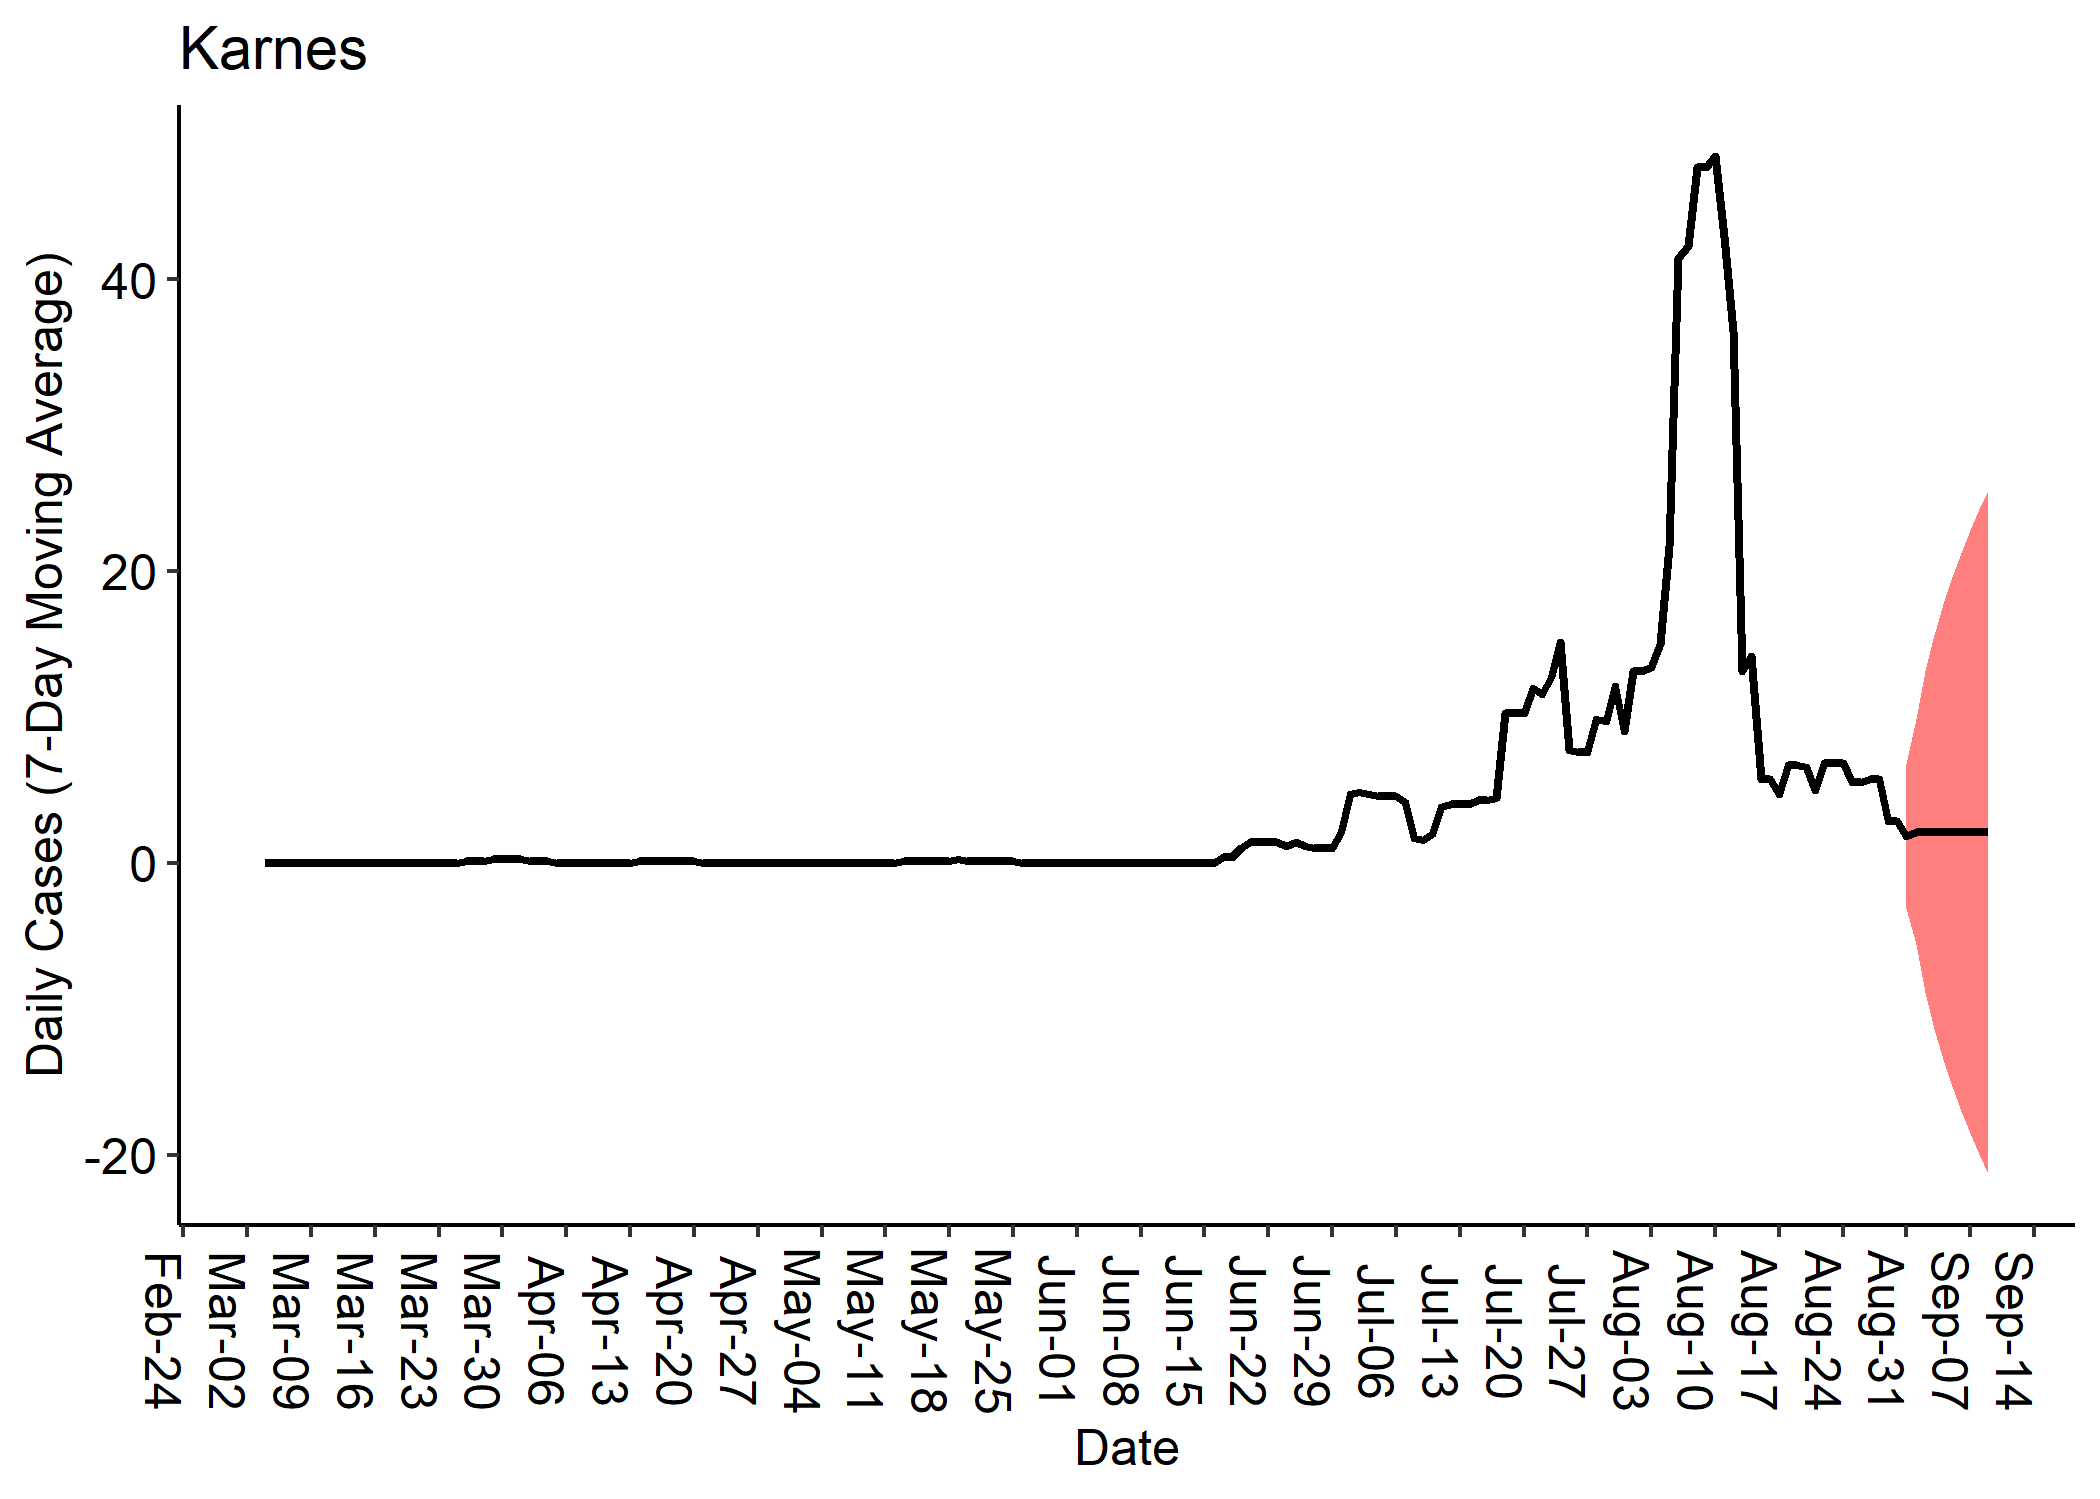 Karnes
Daily Cases (7-Day Moving Average)
40
20
0
-20
Feb-24
Mar-02
Mar-09
Mar-16
Mar-23
Mar-30
Apr-06
Apr-13
Apr-20
Apr-27
May-04
May-11
May-18
May-25
Jun-01
Jun-08
Jun-15
Jun-22
Jun-29
Jul-06
Jul-13
Jul-20
Jul-27
Aug-03
Aug-10
Aug-17
Aug-24
Aug-31
Sep-07
Sep-14
Date